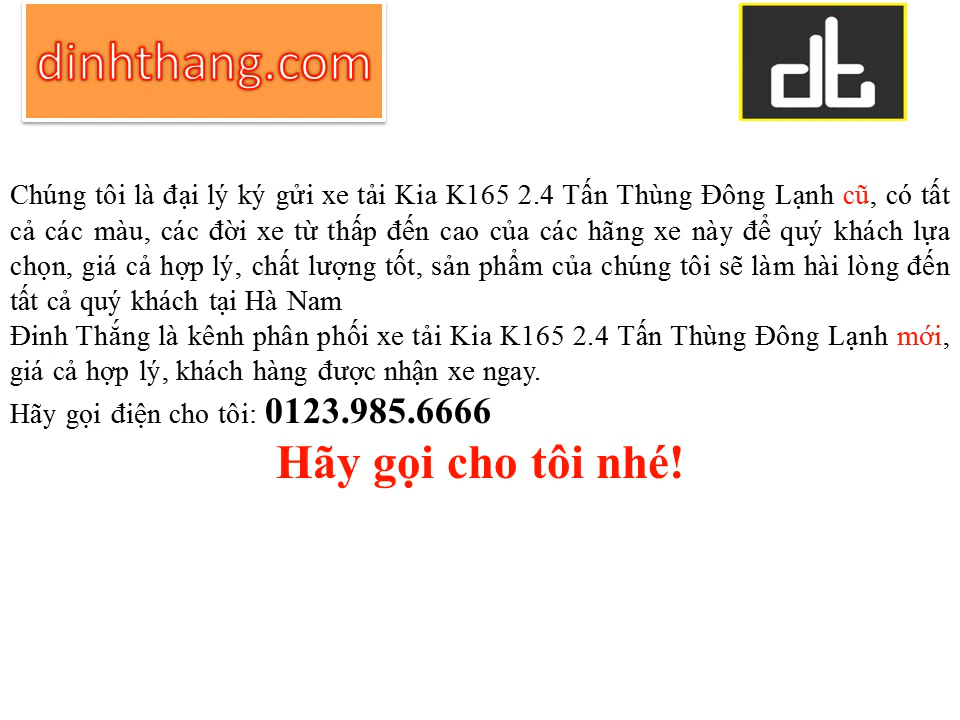 dinhthang.com
dt
Chúng tôi là đại lý ký gửi xe tải Kia K165 2.4 Tấn Thùng Đông Lạnh cũ, có tất
cả các màu, các đời xe từ thấp đến cao của các hãng xe này để quý khách lựa
chọn, giá cả hợp lý, chất lượng tốt, sản phẩm của chúng tôi sẽ làm hài lòng đến
tất cả quý khách tại Hà Nam
Đinh Thắng là kênh phân phối xe tải Kia K165 2.4 Tấn Thùng Đông Lạnh mới,
giá cả hợp lý, khách hàng được nhận xe ngay.
Hãy gọi điện cho tôi: 0123.985.6666
Hãy gọi cho tôi nhé!